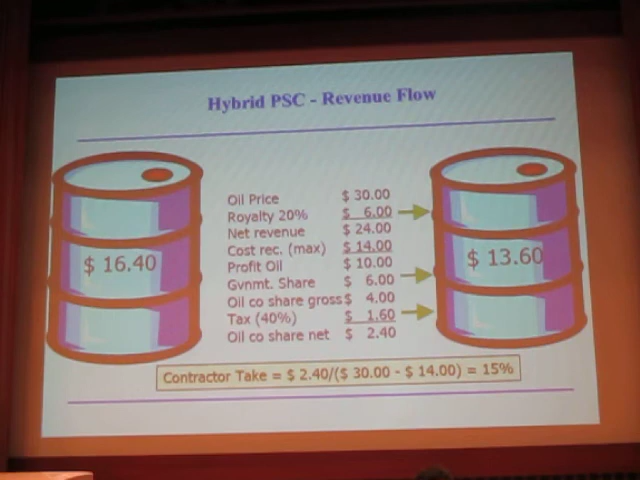 Hybrid PSC - Revenue Flow
Oil Price $ 30.00
Royalty 20% $ 6.00
Net revenue $ 24.00
Cost rec. (max) $ 14.00
Profit Oil $ 10.00
Gvnmt. Share $ 6.00
Oil co share gross $ 4.00
Tax (40%) $ 1.60
Oil co share net $ 2.40
$ 16.40
$ 13.60
Contractor Take = $ 2.40/($ 30.00 - $ 14.00) = 15%